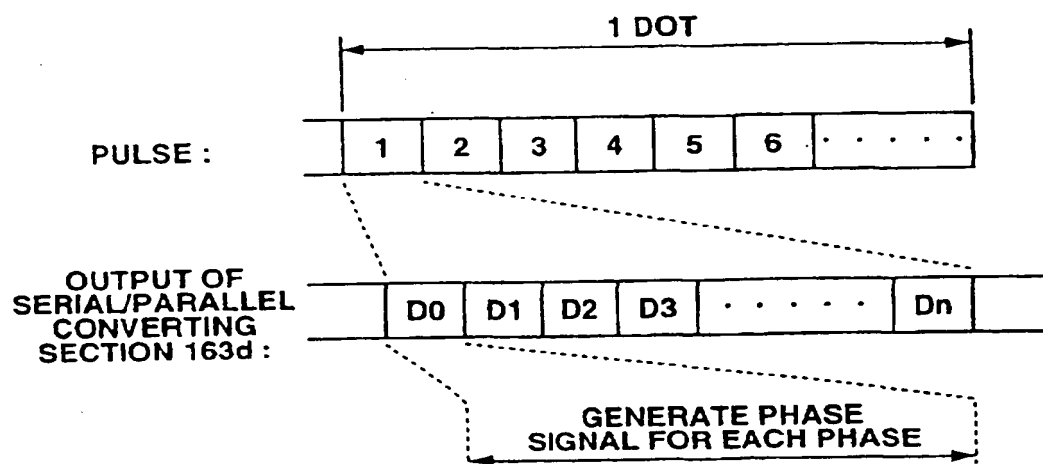 1 DOT
PULSE : 1 2 3 4 5 6 · · · · ·
OUTPUT OF
SERIAL/PARALLEL
CONVERTING
SECTION 163d :
D0 D1 D2 D3 · · · · · Dn
GENERATE PHASE
SIGNAL FOR EACH PHASE